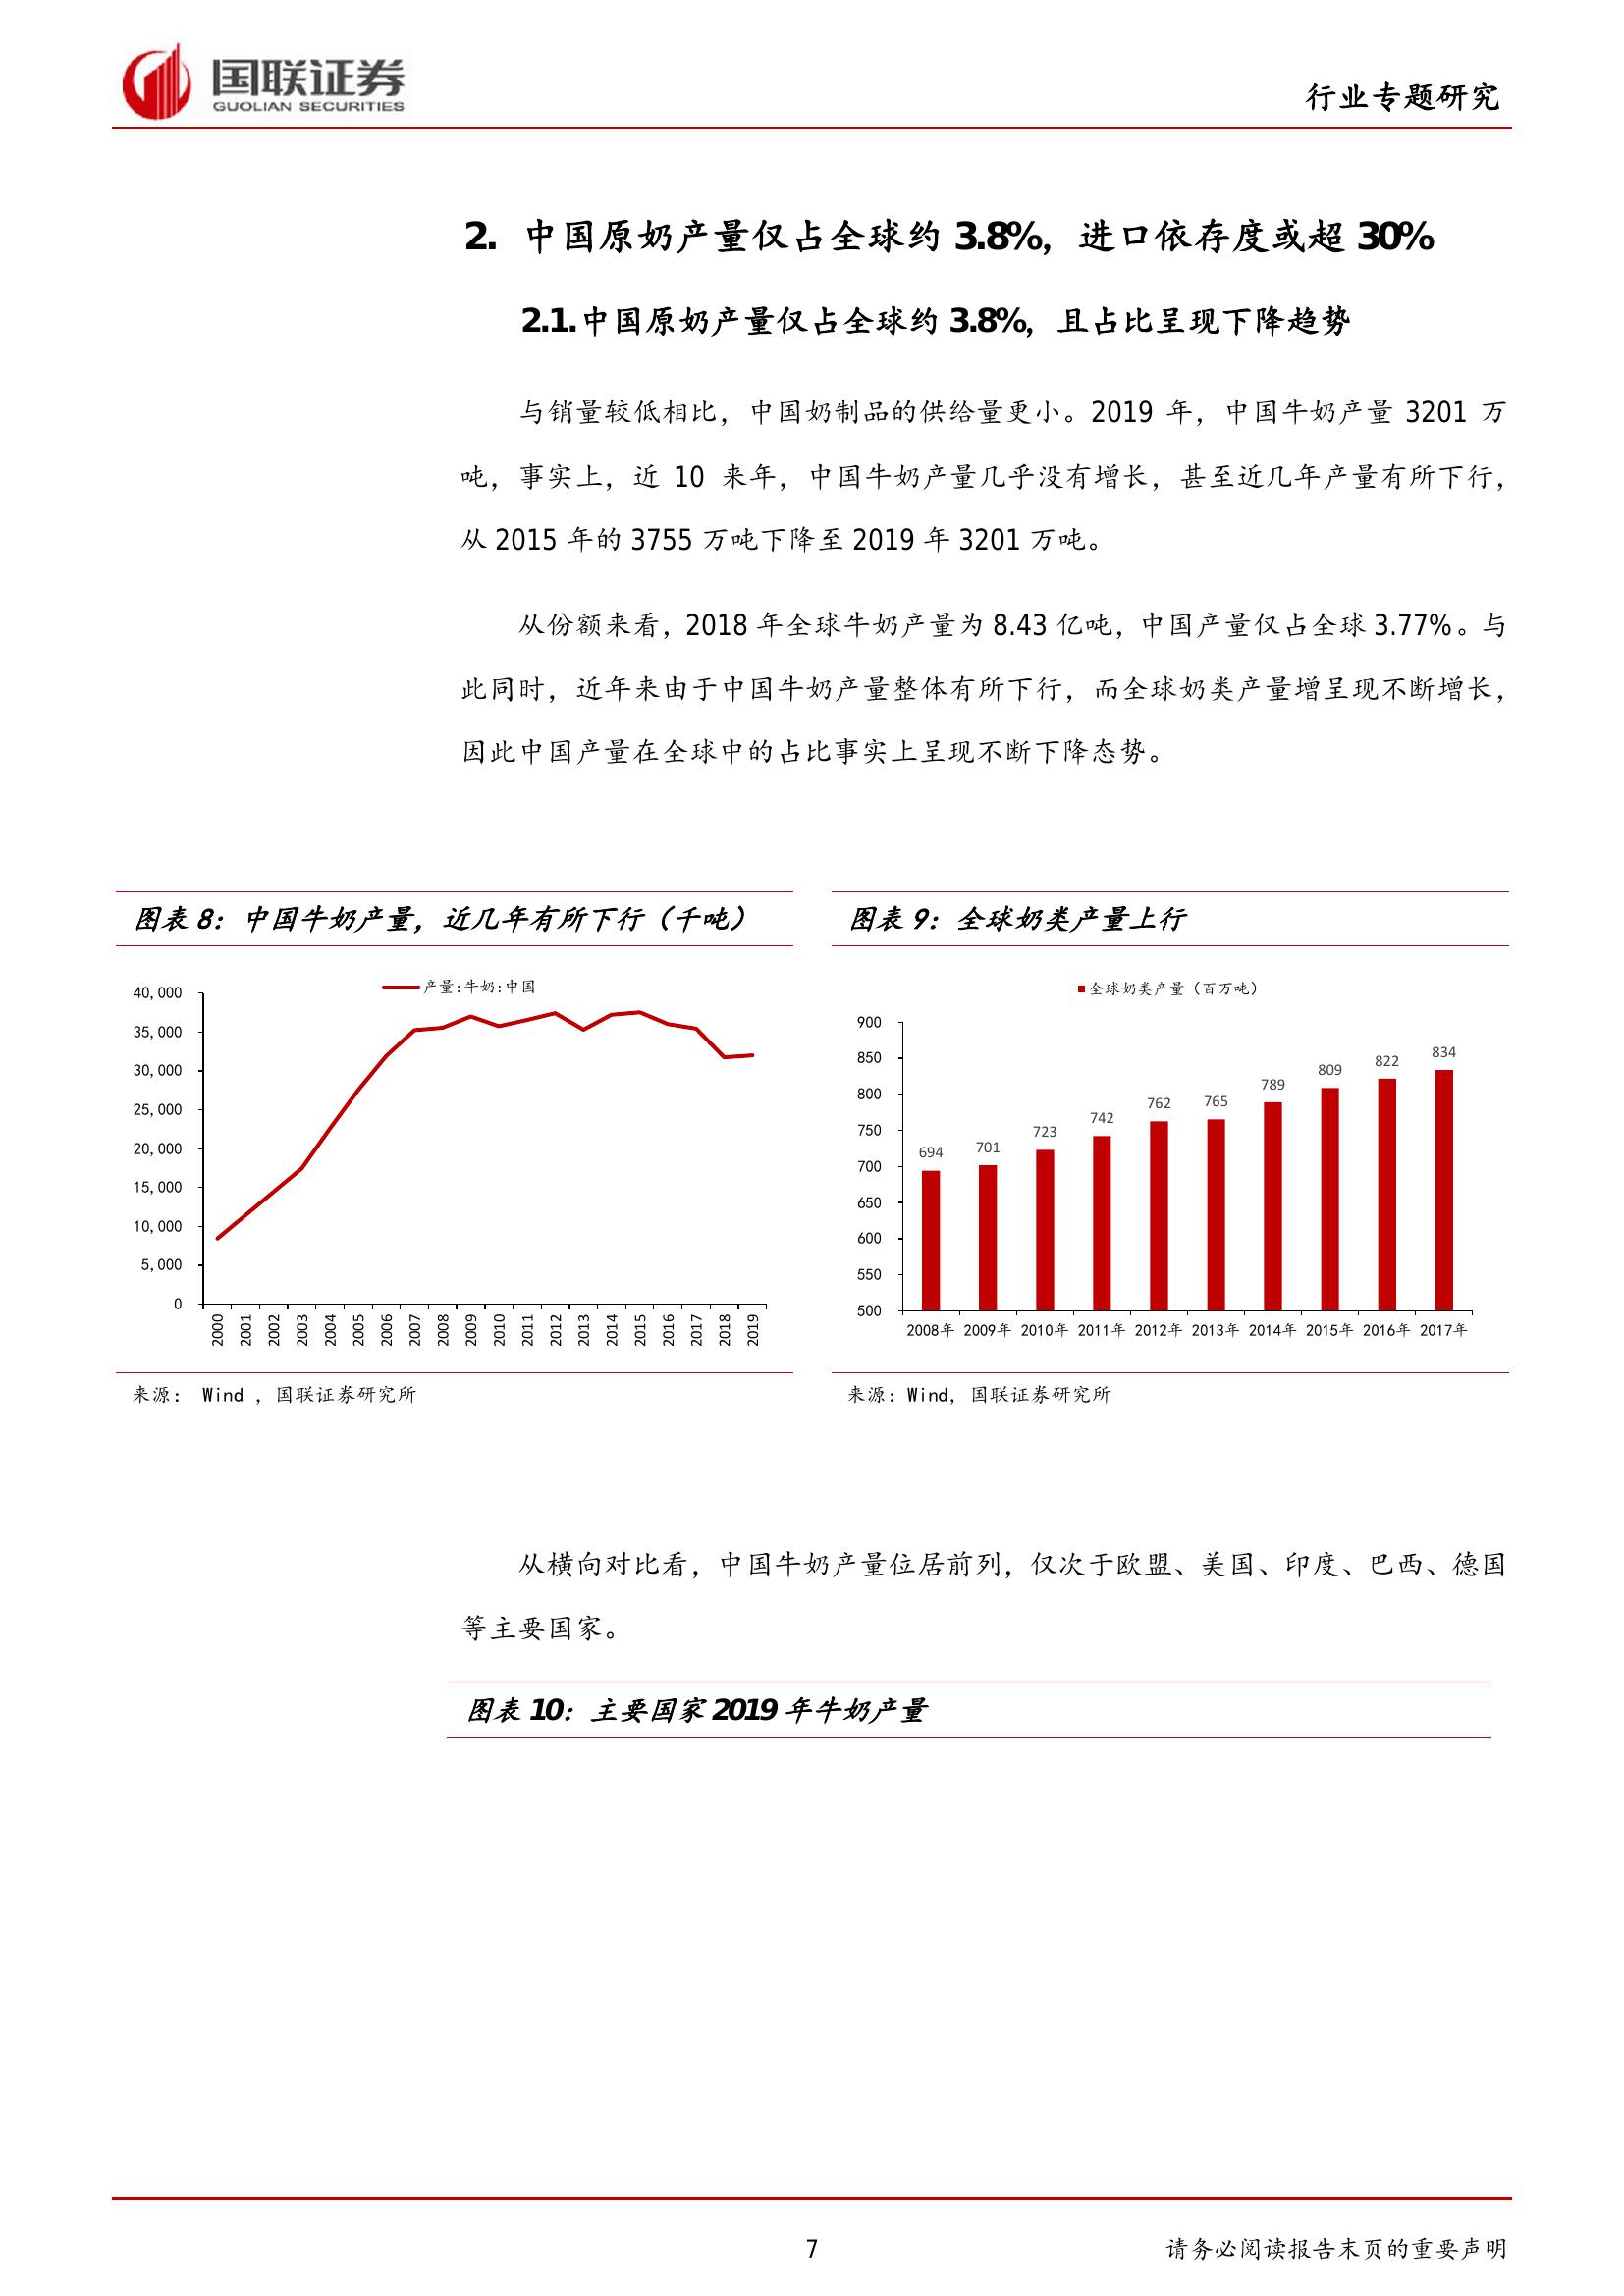 国联证券
GUOLIAN SECURITIES
行业专题研究
2. 中国原奶产量仅占全球约 3.8%，进口依存度或超 30%
2.1.中国原奶产量仅占全球约 3.8%，且占比呈现下降趋势
与销量较低相比，中国奶制品的供给量更小。2019 年，中国牛奶产量 3201 万
吨，事实上，近 10 来年，中国牛奶产量几乎没有增长，甚至近几年产量有所下行，
从 2015 年的 3755 万吨下降至 2019 年 3201 万吨。
从份额来看，2018 年全球牛奶产量为 8.43 亿吨，中国产量仅占全球 3.77%。与
此同时，近年来由于中国牛奶产量整体有所下行，而全球奶类产量增呈现不断增长，
因此中国产量在全球中的占比事实上呈现不断下降态势。
图表 8：中国牛奶产量，近几年有所下行（千吨）
产量:牛奶:中国
40,000
35,000
30,000
25,000
20,000
15,000
10,000
5,000
0
2000 2001 2002 2003 2004 2005 2006 2007 2008 2009 2010 2011 2012 2013 2014 2015 2016 2017 2018 2019
来源： Wind ，国联证券研究所
图表 9：全球奶类产量上行
全球奶类产量（百万吨）
900
850
800
750
700
650
600
550
500
694 701 723 742 762 765 789 809 822 834
2008年 2009年 2010年 2011年 2012年 2013年 2014年 2015年 2016年 2017年
来源：Wind，国联证券研究所
从横向对比看，中国牛奶产量位居前列，仅次于欧盟、美国、印度、巴西、德国
等主要国家。
图表 10：主要国家 2019 年牛奶产量
7
请务必阅读报告末页的重要声明